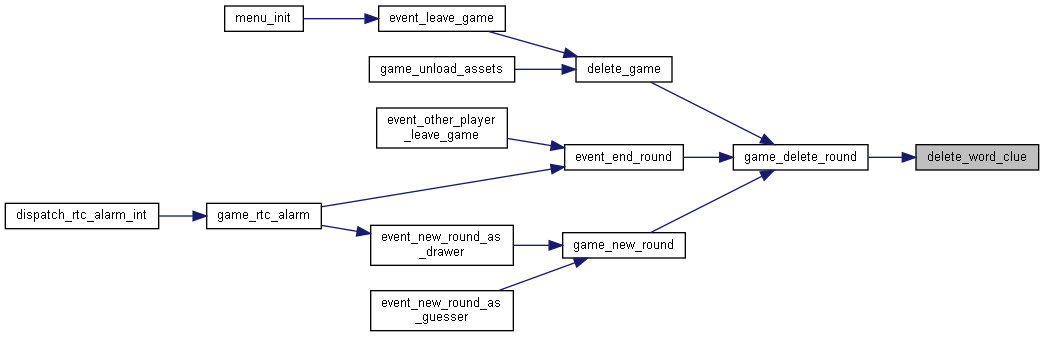 menu_init
event_leave_game
game_unload_assets
delete_game
event_other_player
_leave_game
event_end_round
game_delete_round
delete_word_clue
dispatch_rtc_alarm_int
game_rtc_alarm
event_new_round_as
_drawer
game_new_round
event_new_round_as
_guesser